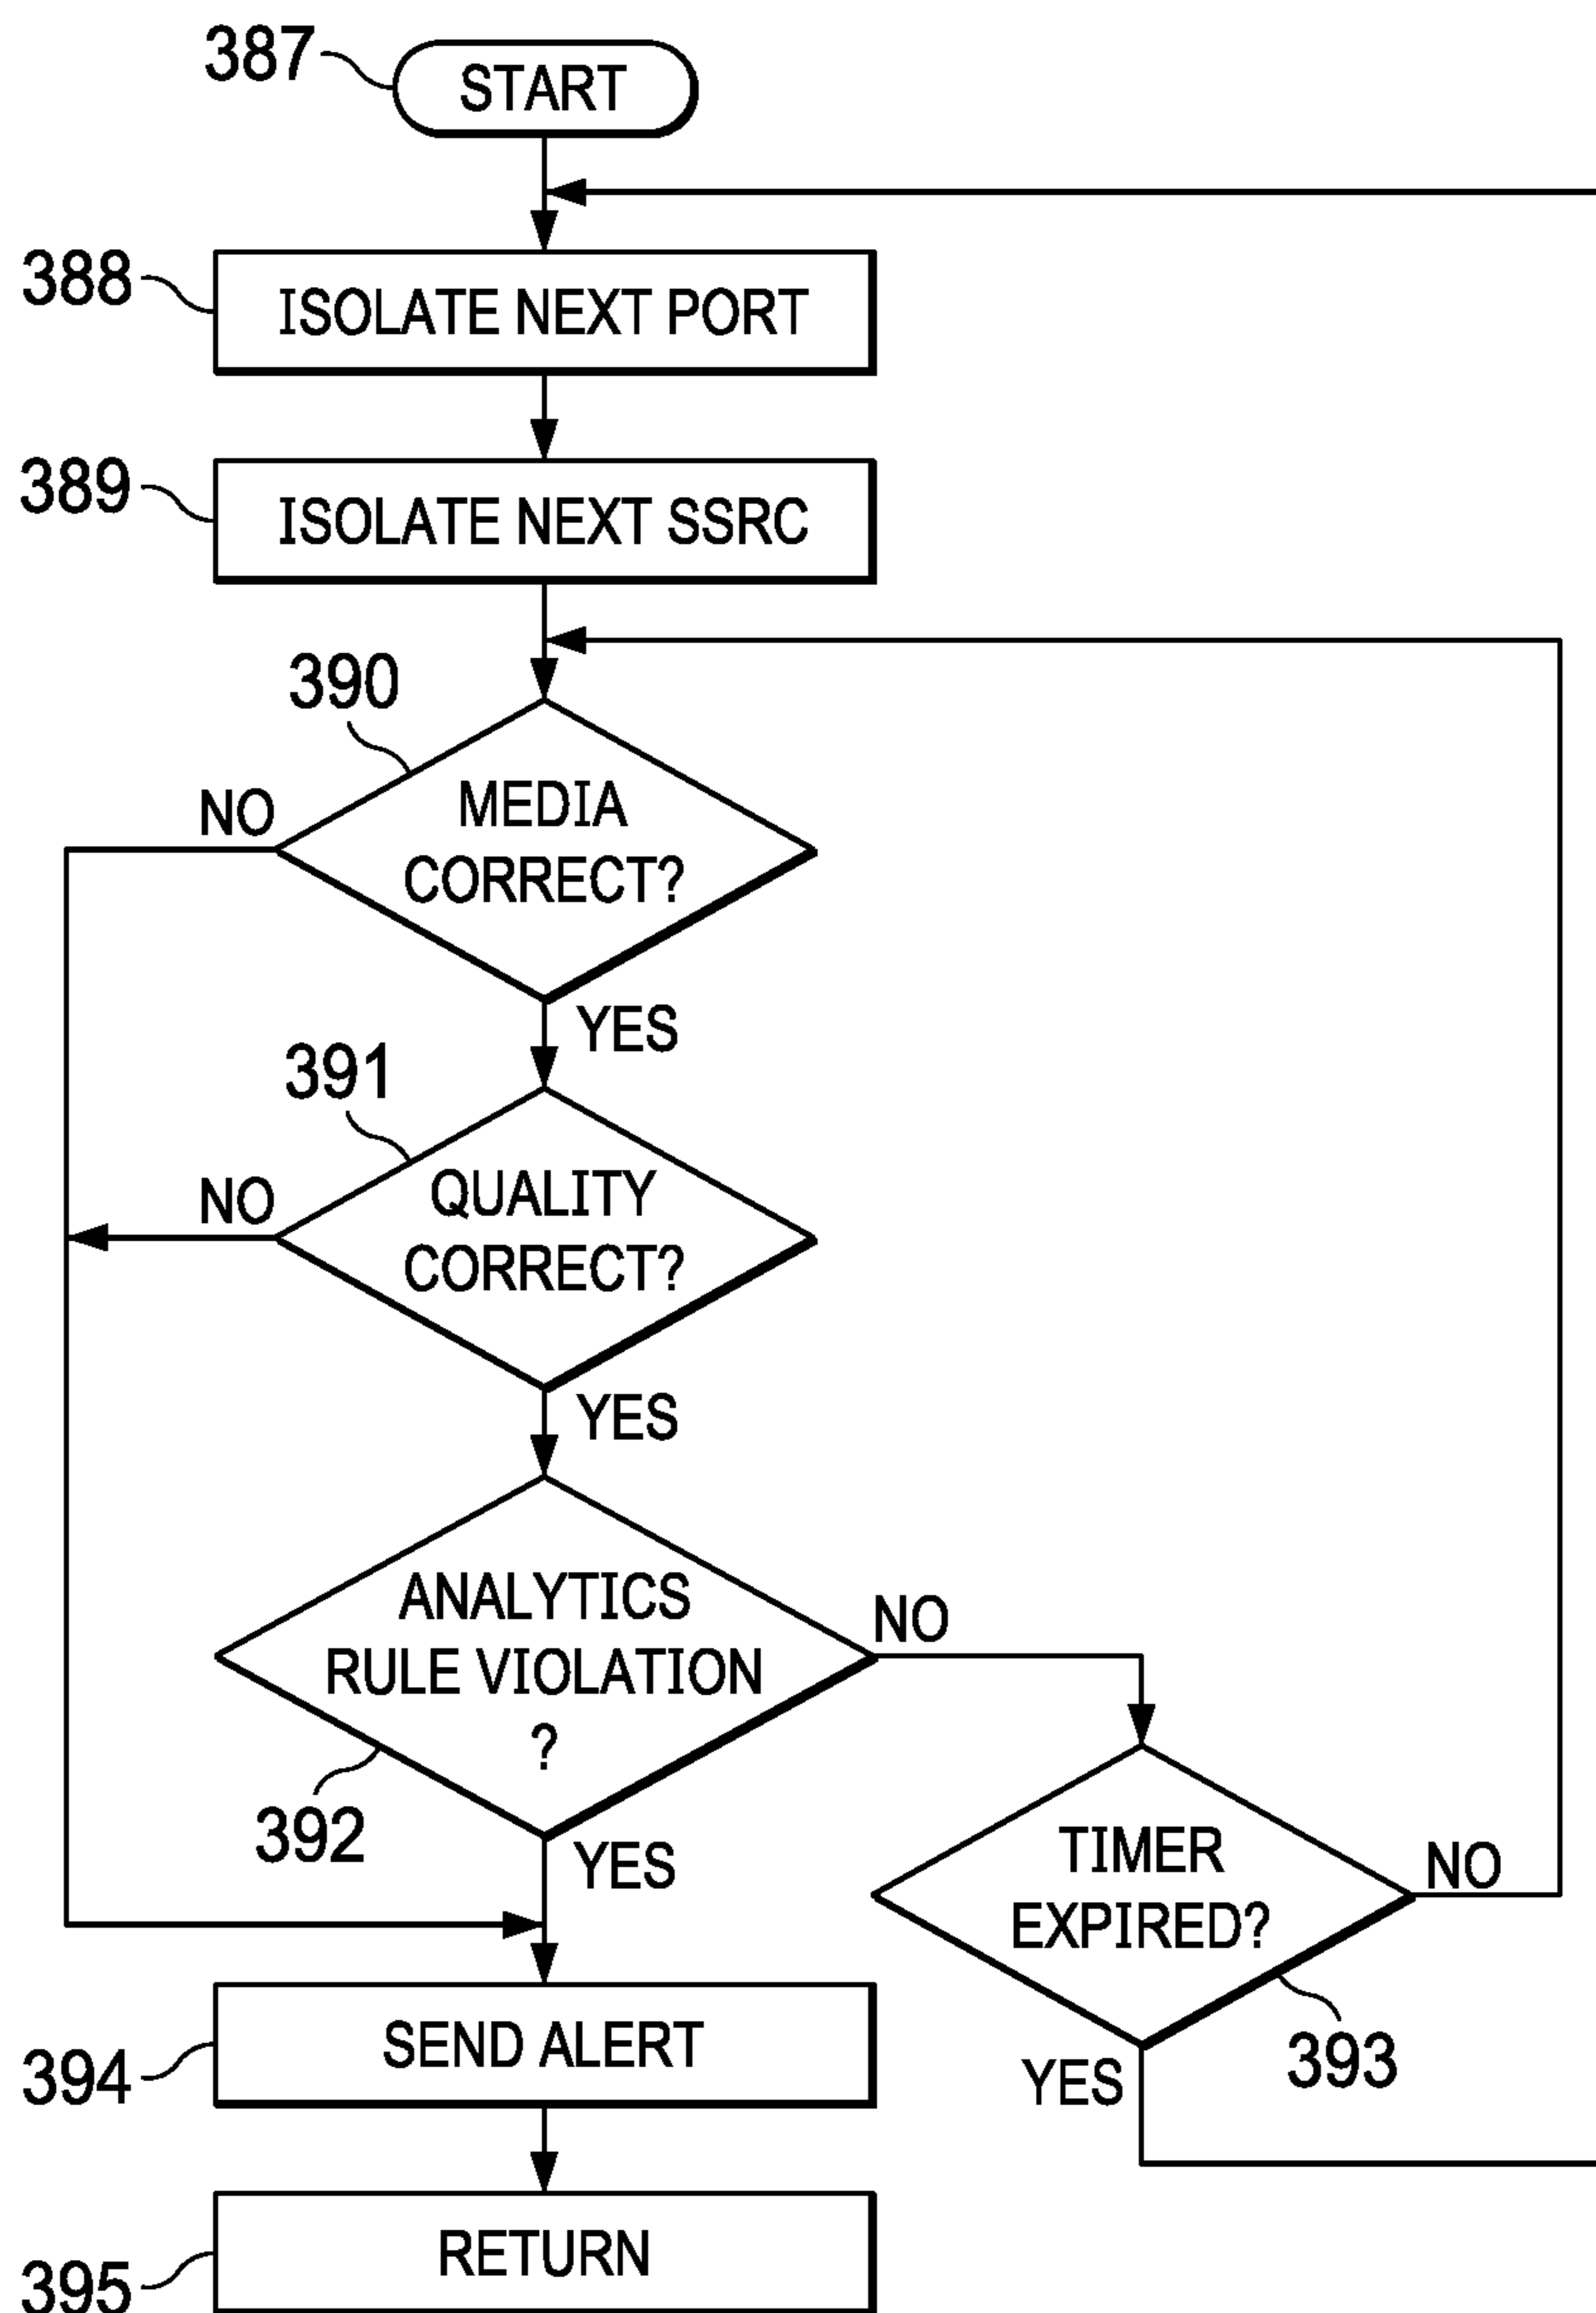 387
START
388
ISOLATE NEXT PORT
389
ISOLATE NEXT SSRC
390
NO
MEDIA
CORRECT?
YES
391
NO
QUALITY
CORRECT?
YES
ANALYTICS
RULE VIOLATION
?
NO
392
YES
TIMER
EXPIRED?
NO
393
YES
SEND ALERT
394
RETURN
395